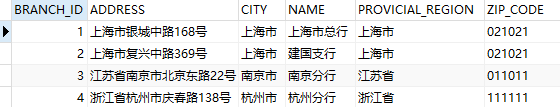 BRANCH_ID ADDRESS CITY NAME PROVICIAL_REGION ZIP_CODE
1 上海市银城中路168号 上海市 上海市总行 上海市 021021
2 上海市复兴中路369号 上海市 建国支行 上海市 021021
3 江苏省南京市北京东路22号 南京市 南京分行 江苏省 011011
4 浙江省杭州市庆春路138号 杭州市 杭州分行 浙江省 111111